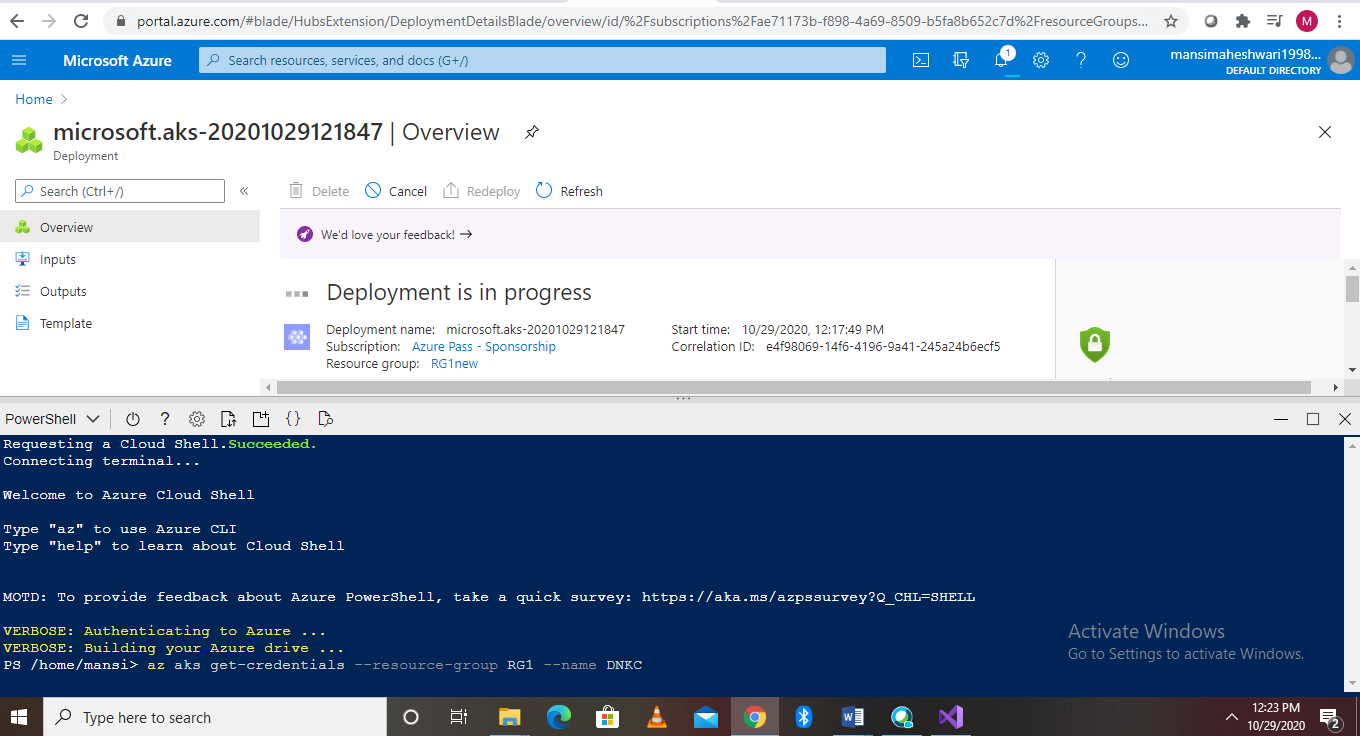 portal.azure.com/#blade/HubsExtension/DeploymentDetailsBlade/overview/id/%2Fsubscriptions%2Fae71173b-f898-4a69-8509-b5fa8b652c7d%2FresourceGroups...
M
Microsoft Azure
Search resources, services, and docs (G+/)
1
mansimaheshwari1998...
DEFAULT DIRECTORY
Home
microsoft.aks-20201029121847 | Overview
Deployment
Search (Ctrl+/)
«
Delete
Cancel
Redeploy
Refresh
Overview
Inputs
Outputs
Template
We'd love your feedback! →
Deployment is in progress
Deployment name: microsoft.aks-20201029121847
Subscription: Azure Pass - Sponsorship
Resource group: RG1new
Start time: 10/29/2020, 12:17:49 PM
Correlation ID: e4f98069-14f6-4196-9a41-245a24b6ecf5
PowerShell
Requesting a Cloud Shell.Succeeded.
Connecting terminal...
Welcome to Azure Cloud Shell
Type "az" to use Azure CLI
Type "help" to learn about Cloud Shell
MOTD: To provide feedback about Azure PowerShell, take a quick survey: https://aka.ms/azpssurvey?Q_CHL=SHELL
VERBOSE: Authenticating to Azure ...
VERBOSE: Building your Azure drive ...
PS /home/mansi> az aks get-credentials --resource-group RG1 --name DNKC
Activate Windows
Go to Settings to activate Windows.
Type here to search
12:23 PM
10/29/2020
2